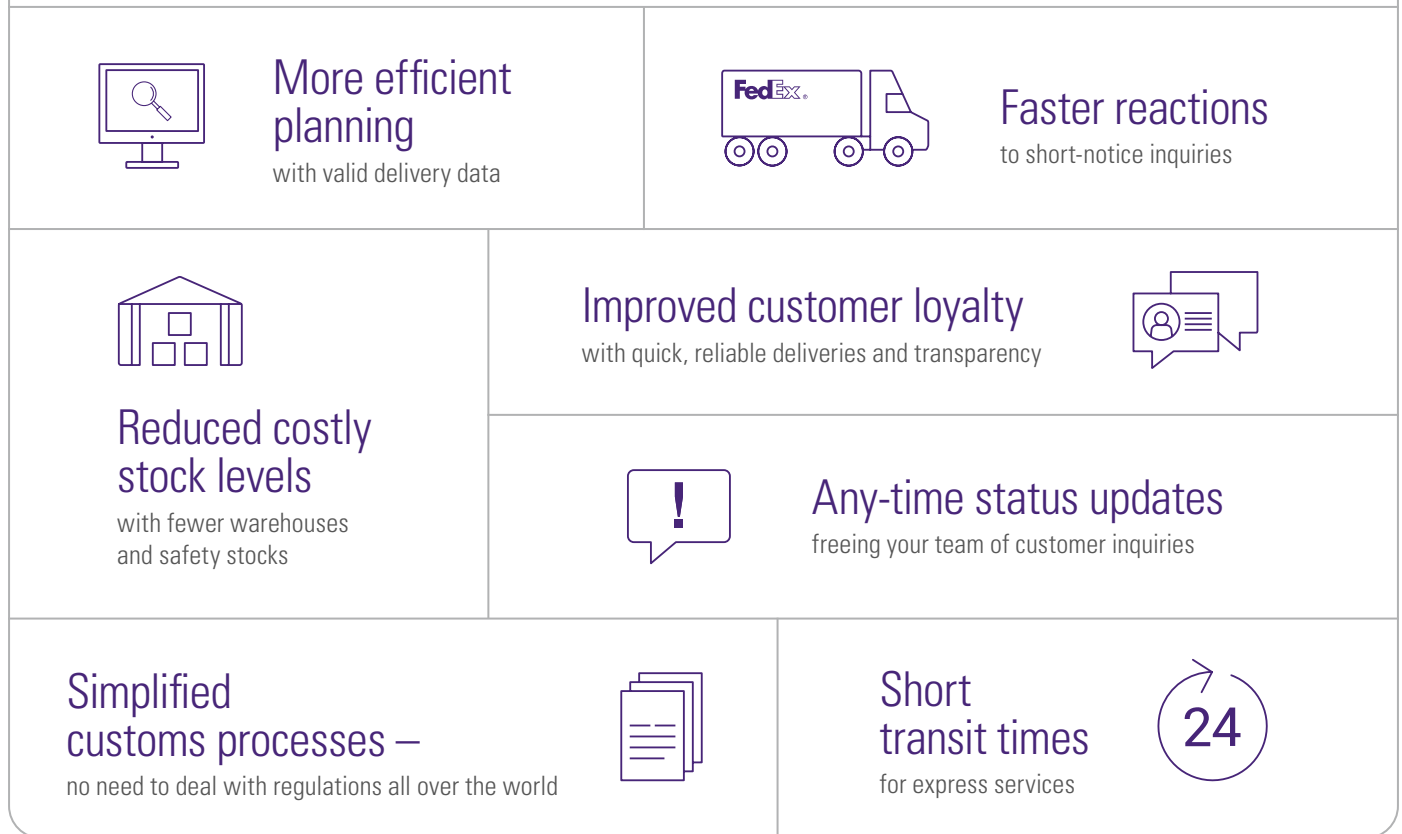 More efficient
planning
with valid delivery data
FedEx®
Faster reactions
to short-notice inquiries
Reduced costly
stock levels
with fewer warehouses
and safety stocks
Improved customer loyalty
with quick, reliable deliveries and transparency
!
Any-time status updates
freeing your team of customer inquiries
Simplified
customs processes –
no need to deal with regulations all over the world
Short
transit times
for express services
24